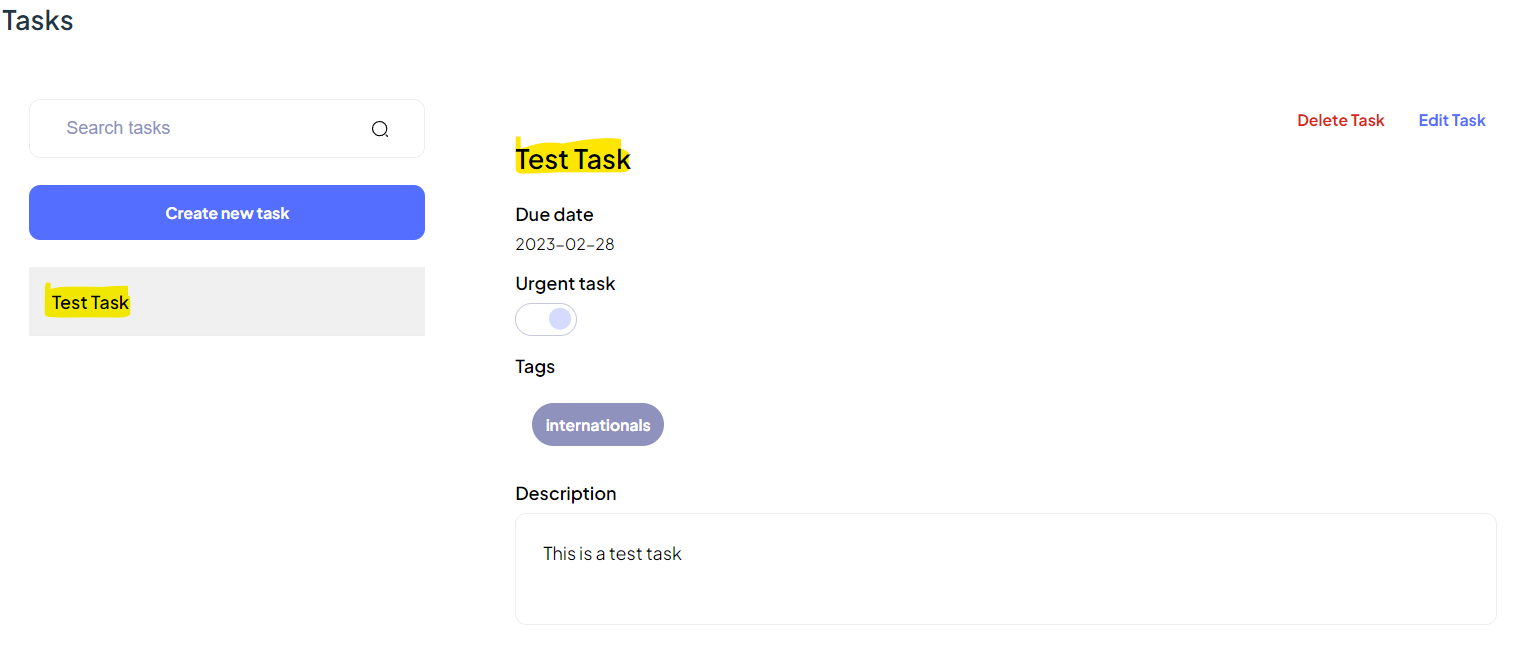 Tasks
Search tasks
Create new task
Test Task
Delete Task
Edit Task
Test Task
Due date
2023-02-28
Urgent task
Tags
internationals
Description
This is a test task